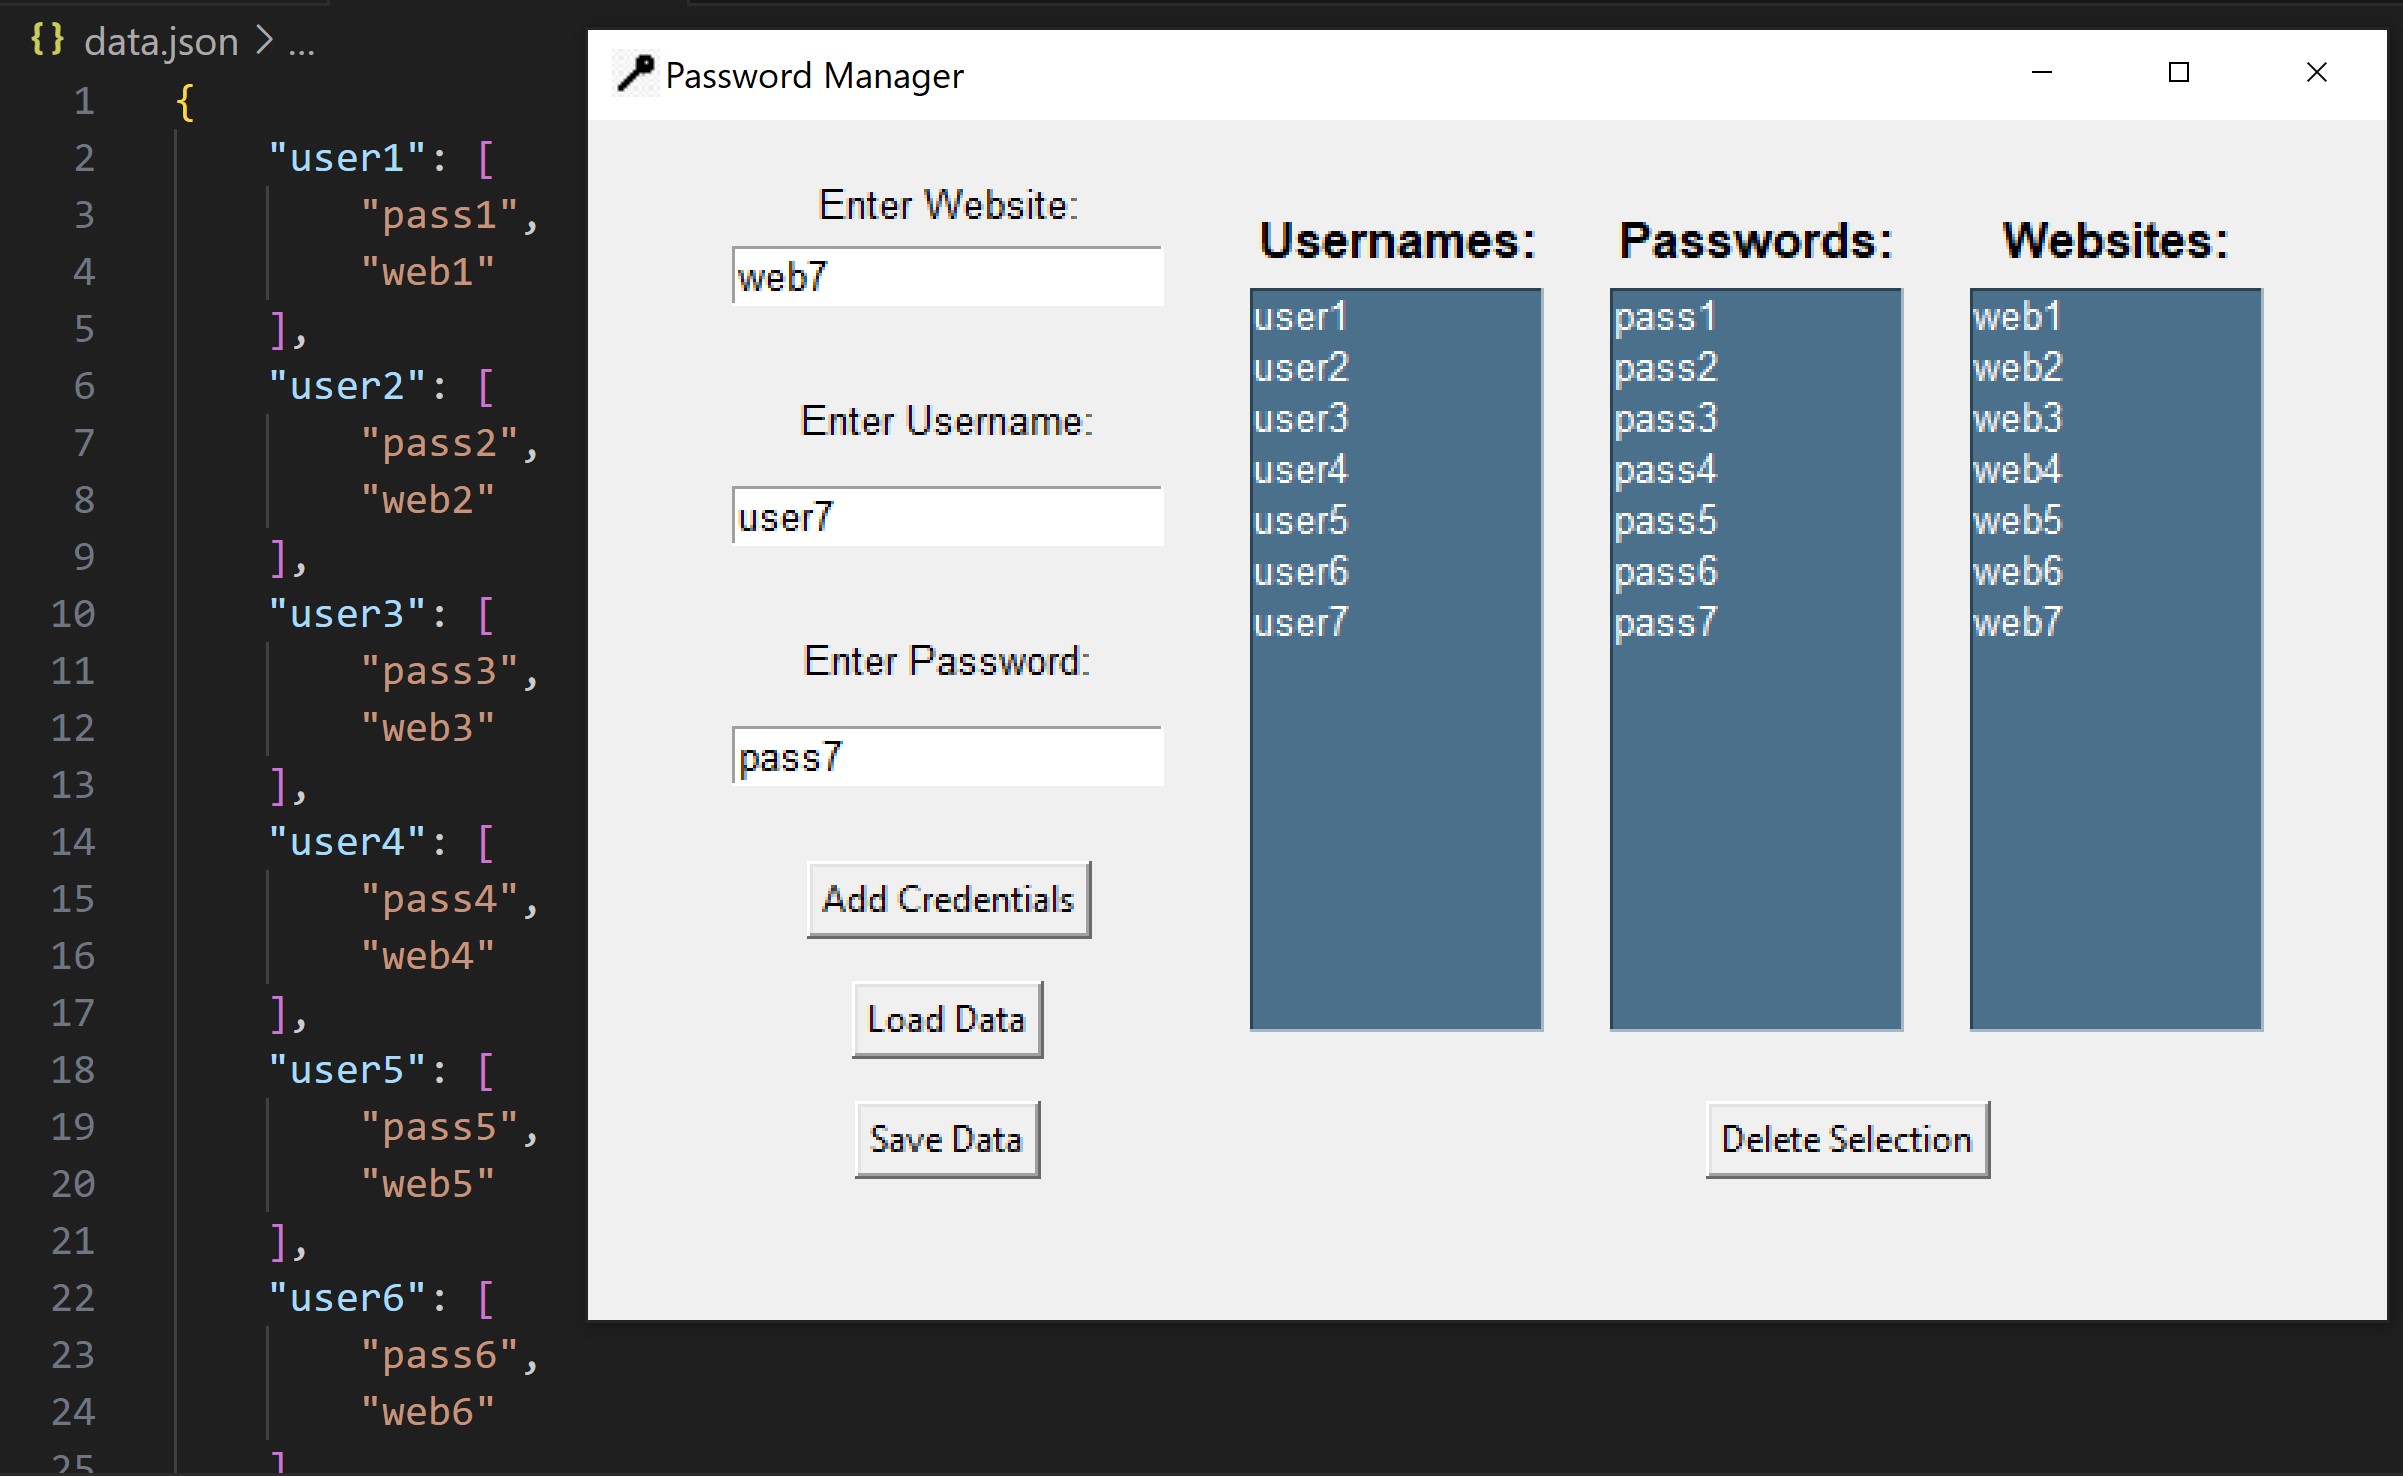 {} data.json > ...
1 {
2 "user1": [
3 "pass1",
4 "web1"
5 ],
6 "user2": [
7 "pass2",
8 "web2"
9 ],
10 "user3": [
11 "pass3",
12 "web3"
13 ],
14 "user4": [
15 "pass4",
16 "web4"
17 ],
18 "user5": [
19 "pass5",
20 "web5"
21 ],
22 "user6": [
23 "pass6",
24 "web6"
25 ]
Password Manager
Enter Website:
web7
Enter Username:
user7
Enter Password:
pass7
Add Credentials
Load Data
Save Data
Usernames: Passwords: Websites:
user1 pass1 web1
user2 pass2 web2
user3 pass3 web3
user4 pass4 web4
user5 pass5 web5
user6 pass6 web6
user7 pass7 web7
Delete Selection